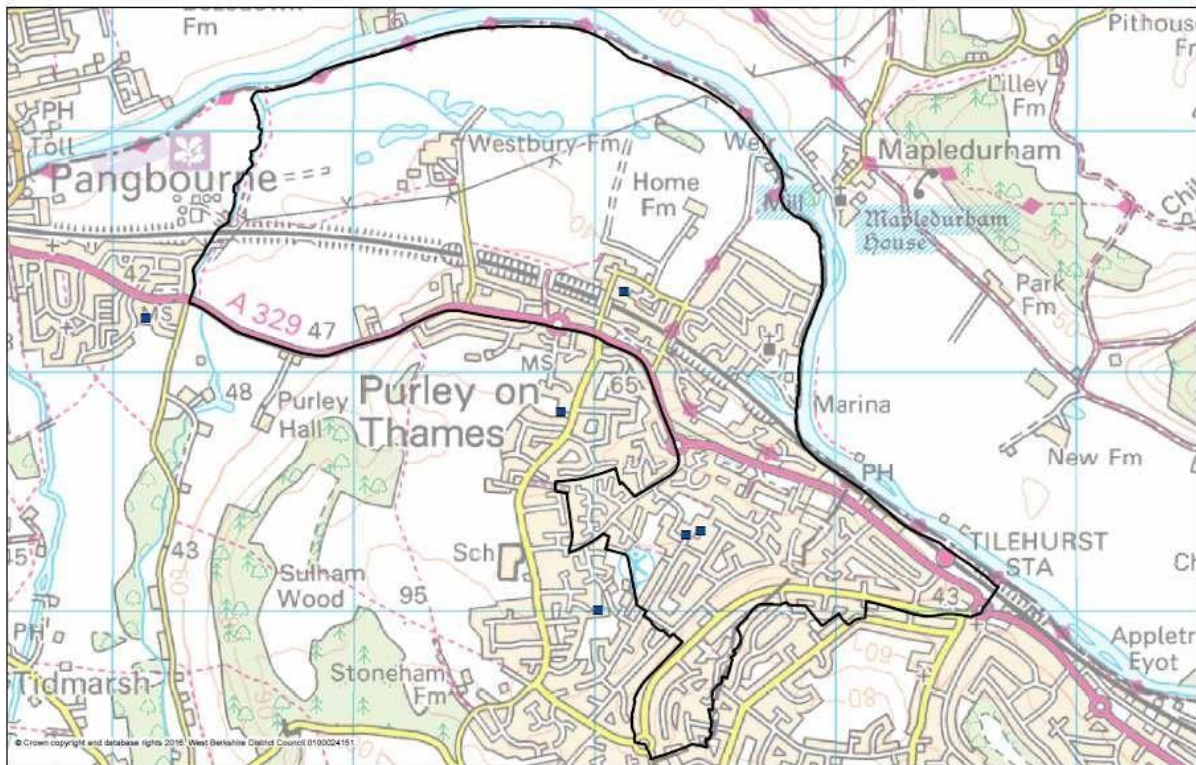 Fm
Pithous
Lilley
Fm
PH
Toll
Pangbourne
Westbury Fm
Weir
Mapledurham
Home
Fm
Mill
Mapledurham
House
Park
Fm
42
MS
A 329
47
MS
65
48
Purley
Hall
Purley on
Thames
Marina
New Fm
PH
43
Sch
TILEHURST
STA
Sulham
Wood
95
43
PH
Tidmarsh
Stoneham
Fm
Appletr
Eyot
60
80
© Crown copyright and database rights 2016. West Berkshire District Council 0100024151